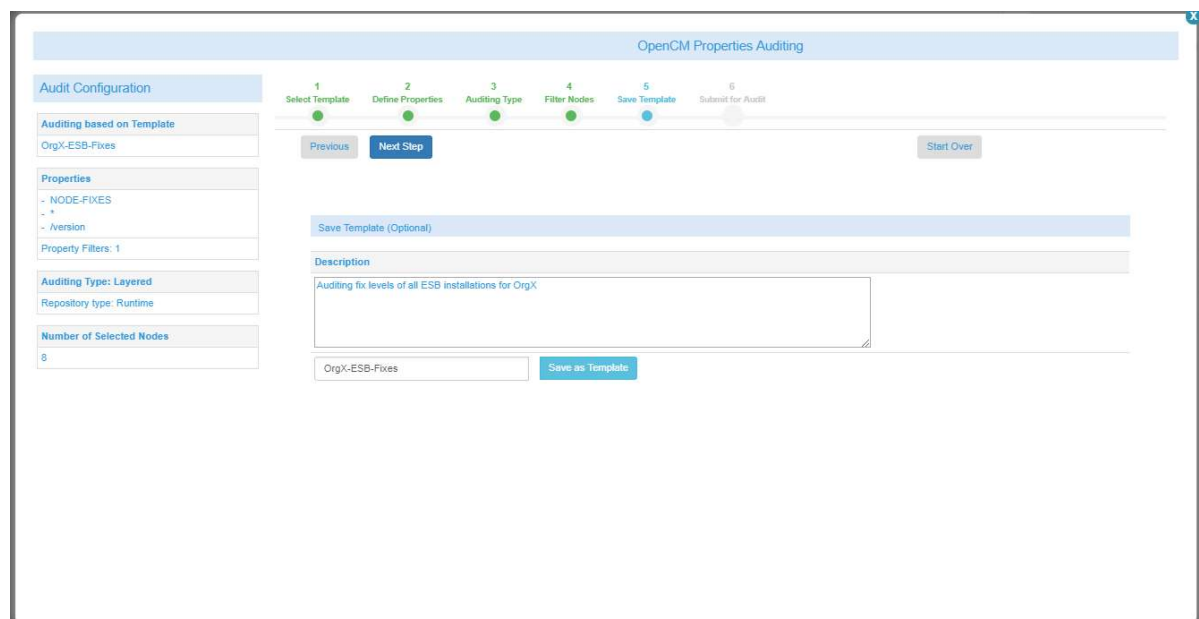 X
OpenCM Properties Auditing
Audit Configuration
Auditing based on Template
OrgX-ESB-Fixes
Properties
- NODE-FIXES
- *
- /version
Property Filters: 1
Auditing Type: Layered
Repository type: Runtime
Number of Selected Nodes
8
1 2 3 4 5 6
Select Template Define Properties Auditing Type Filter Nodes Save Template Submit for Audit
Previous Next Step Start Over
Save Template (Optional)
Description
Auditing fix levels of all ESB installations for OrgX
OrgX-ESB-Fixes Save as Template